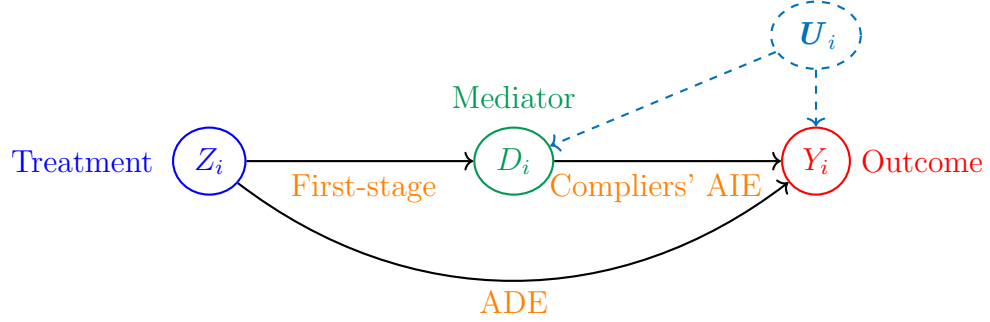 U_i
Mediator
Treatment
Z_i
D_i
Y_i
Outcome
First-stage
Compliers' AIE
ADE